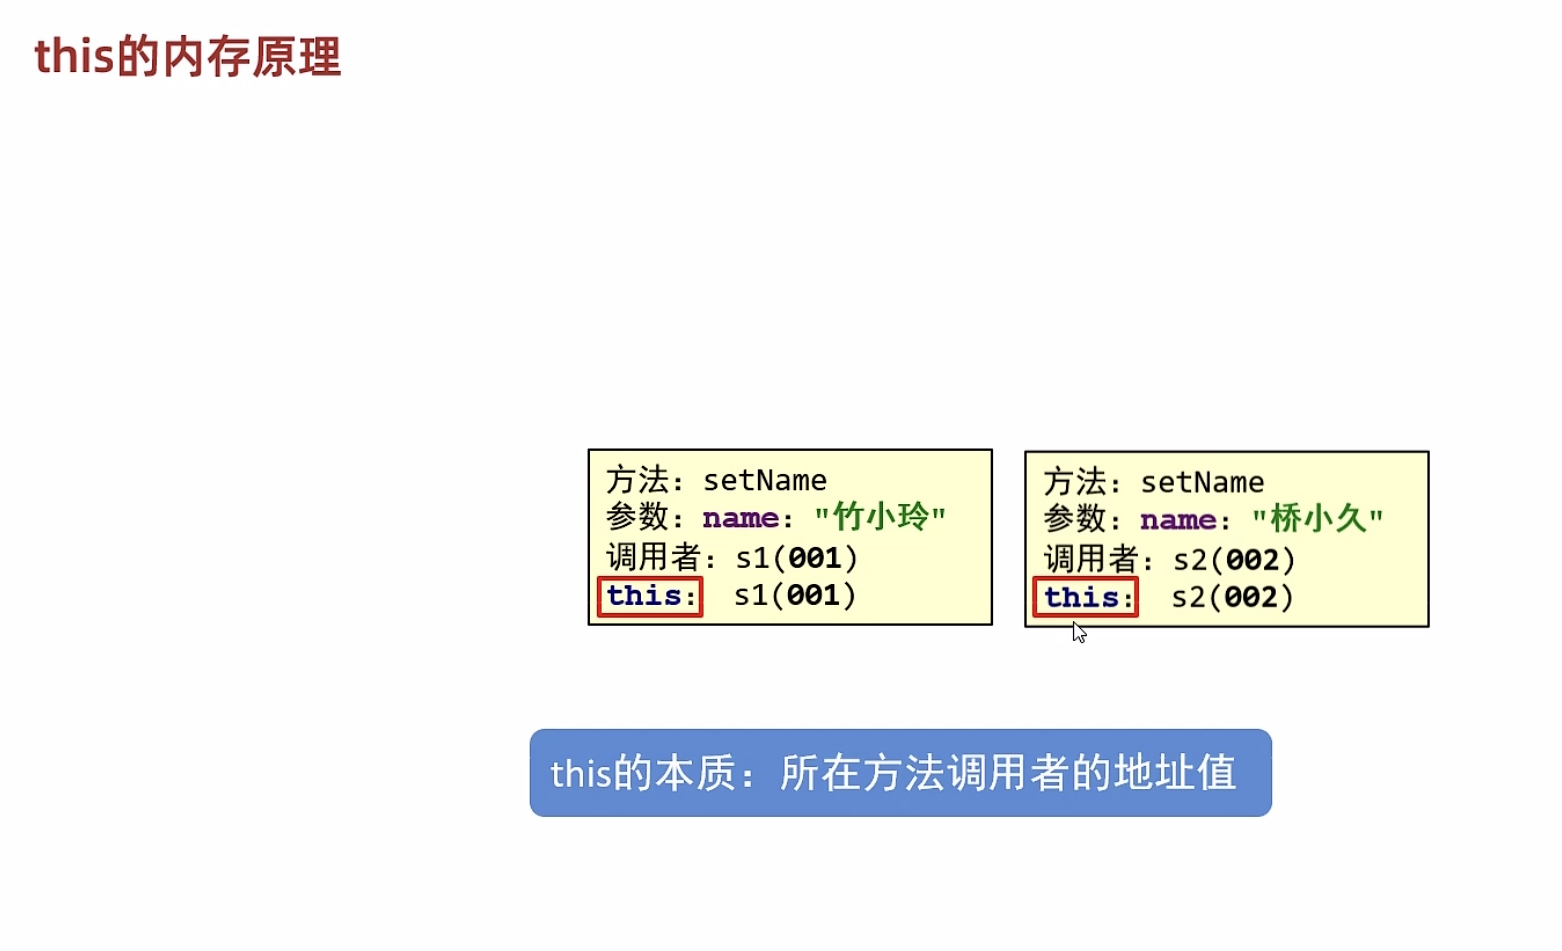 this的内存原理
方法：setName
参数：name："竹小玲"
调用者：s1(001)
this： s1(001)
方法：setName
参数：name："桥小久"
调用者：s2(002)
this： s2(002)
this的本质：所在方法调用者的地址值